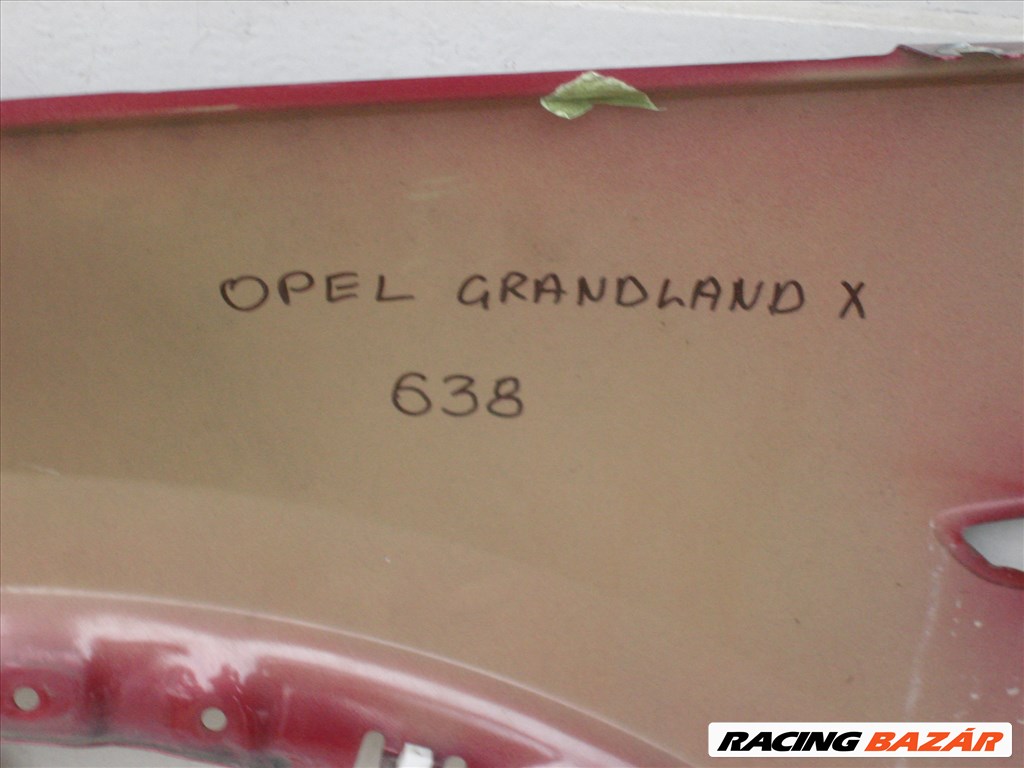 OPEL GRANDLAND X
638
RACING BAZÁR